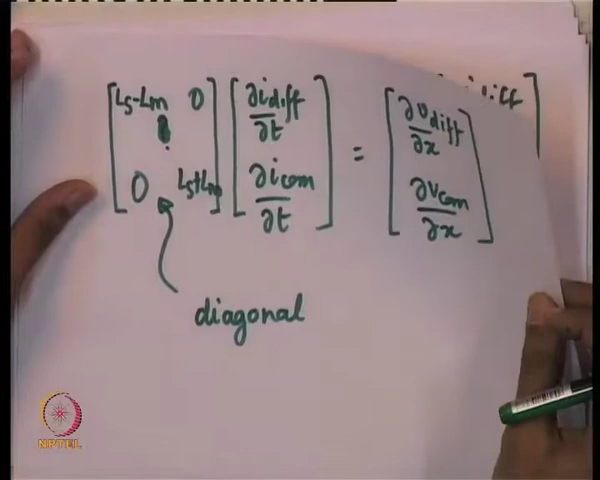 [Ls-Lm 0] [∂idiff/∂t] = [∂vdiff/∂x]
[0 Ls+Lm] [∂icom/∂t] [∂vcom/∂x]
diagonal
NPTEL